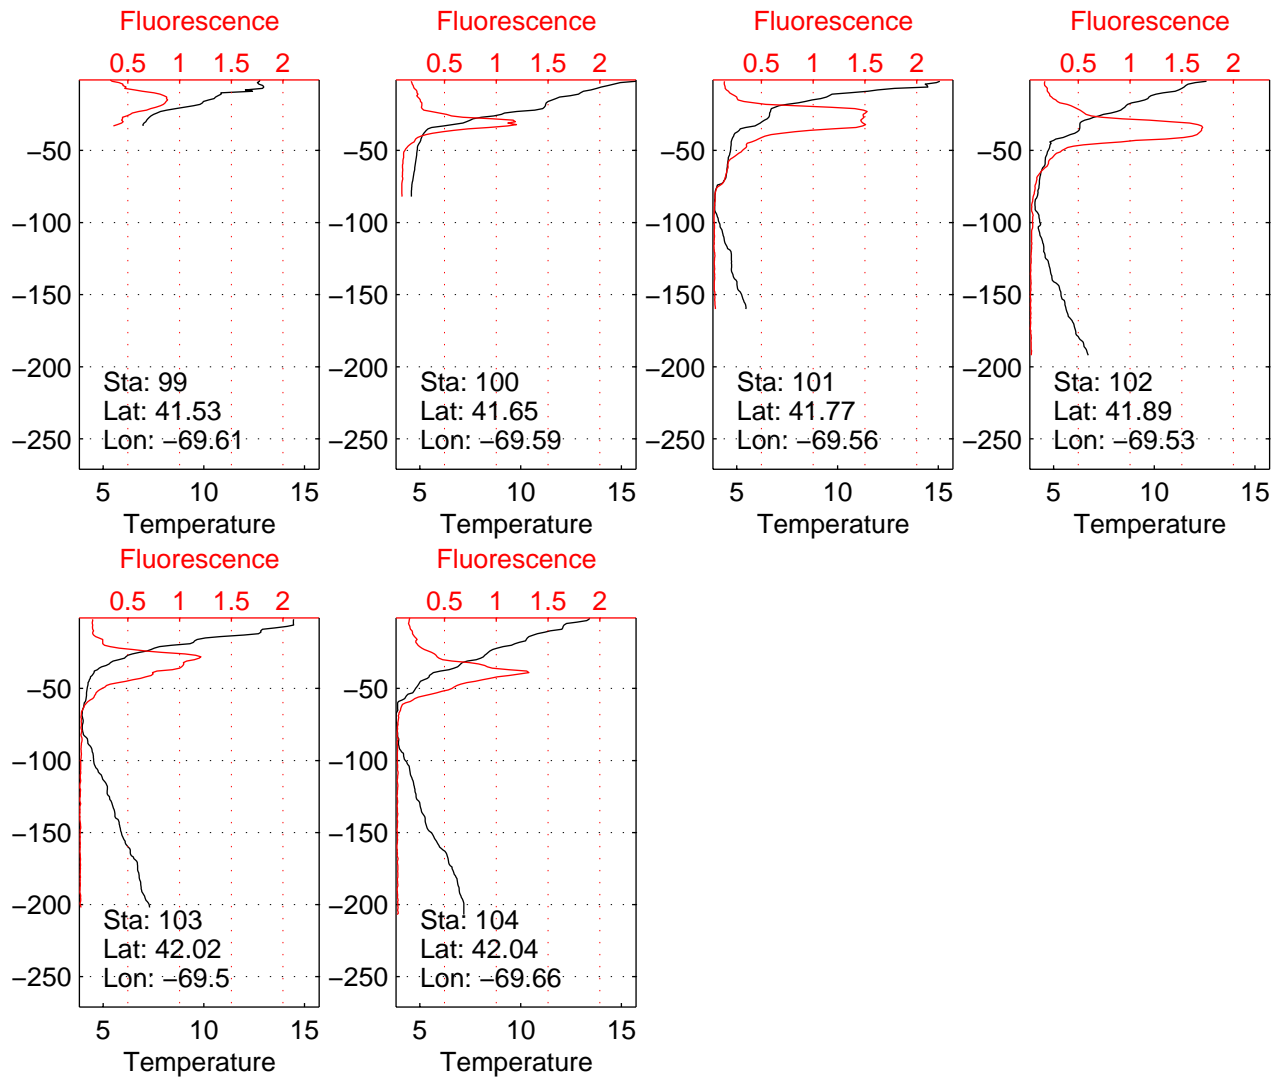 Fluorescence Fluorescence Fluorescence Fluorescence
0.5 1 1.5 2 0.5 1 1.5 2 0.5 1 1.5 2 0.5 1 1.5 2
−50 −50 −50 −50
−100 −100 −100 −100
−150 −150 −150 −150
−200 −200 −200 −200
Sta: 99 Sta: 100 Sta: 101 Sta: 102
Lat: 41.53 Lat: 41.65 Lat: 41.77 Lat: 41.89
−250 Lon: −69.61 −250 Lon: −69.59 −250 Lon: −69.56 −250 Lon: −69.53
5 10 15 5 10 15 5 10 15 5 10 15
Temperature Temperature Temperature Temperature
Fluorescence Fluorescence
0.5 1 1.5 2 0.5 1 1.5 2
−50 −50
−100 −100
−150 −150
−200 −200
Sta: 103 Sta: 104
Lat: 42.02 Lat: 42.04
−250 Lon: −69.5 −250 Lon: −69.66
5 10 15 5 10 15
Temperature Temperature